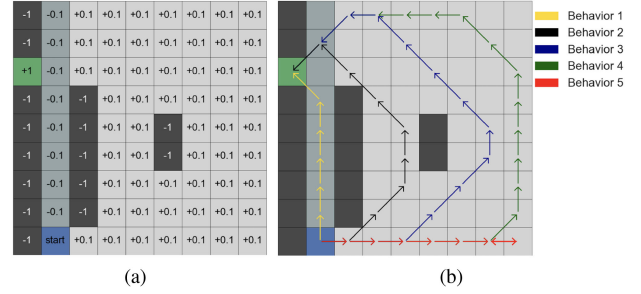 -1 -0.1 +0.1 +0.1 +0.1 +0.1 +0.1 +0.1 +0.1
-1 -0.1 +0.1 +0.1 +0.1 +0.1 +0.1 +0.1 +0.1
+1 -0.1 +0.1 +0.1 +0.1 +0.1 +0.1 +0.1 +0.1
-1 -0.1 -1 +0.1 +0.1 +0.1 +0.1 +0.1 +0.1
-1 -0.1 -1 +0.1 +0.1 -1 +0.1 +0.1 +0.1
-1 -0.1 -1 +0.1 +0.1 -1 +0.1 +0.1 +0.1
-1 -0.1 -1 +0.1 +0.1 +0.1 +0.1 +0.1 +0.1
-1 -0.1 -1 +0.1 +0.1 +0.1 +0.1 +0.1 +0.1
-1 start +0.1 +0.1 +0.1 +0.1 +0.1 +0.1 +0.1
(a)
Behavior 1
Behavior 2
Behavior 3
Behavior 4
Behavior 5
(b)